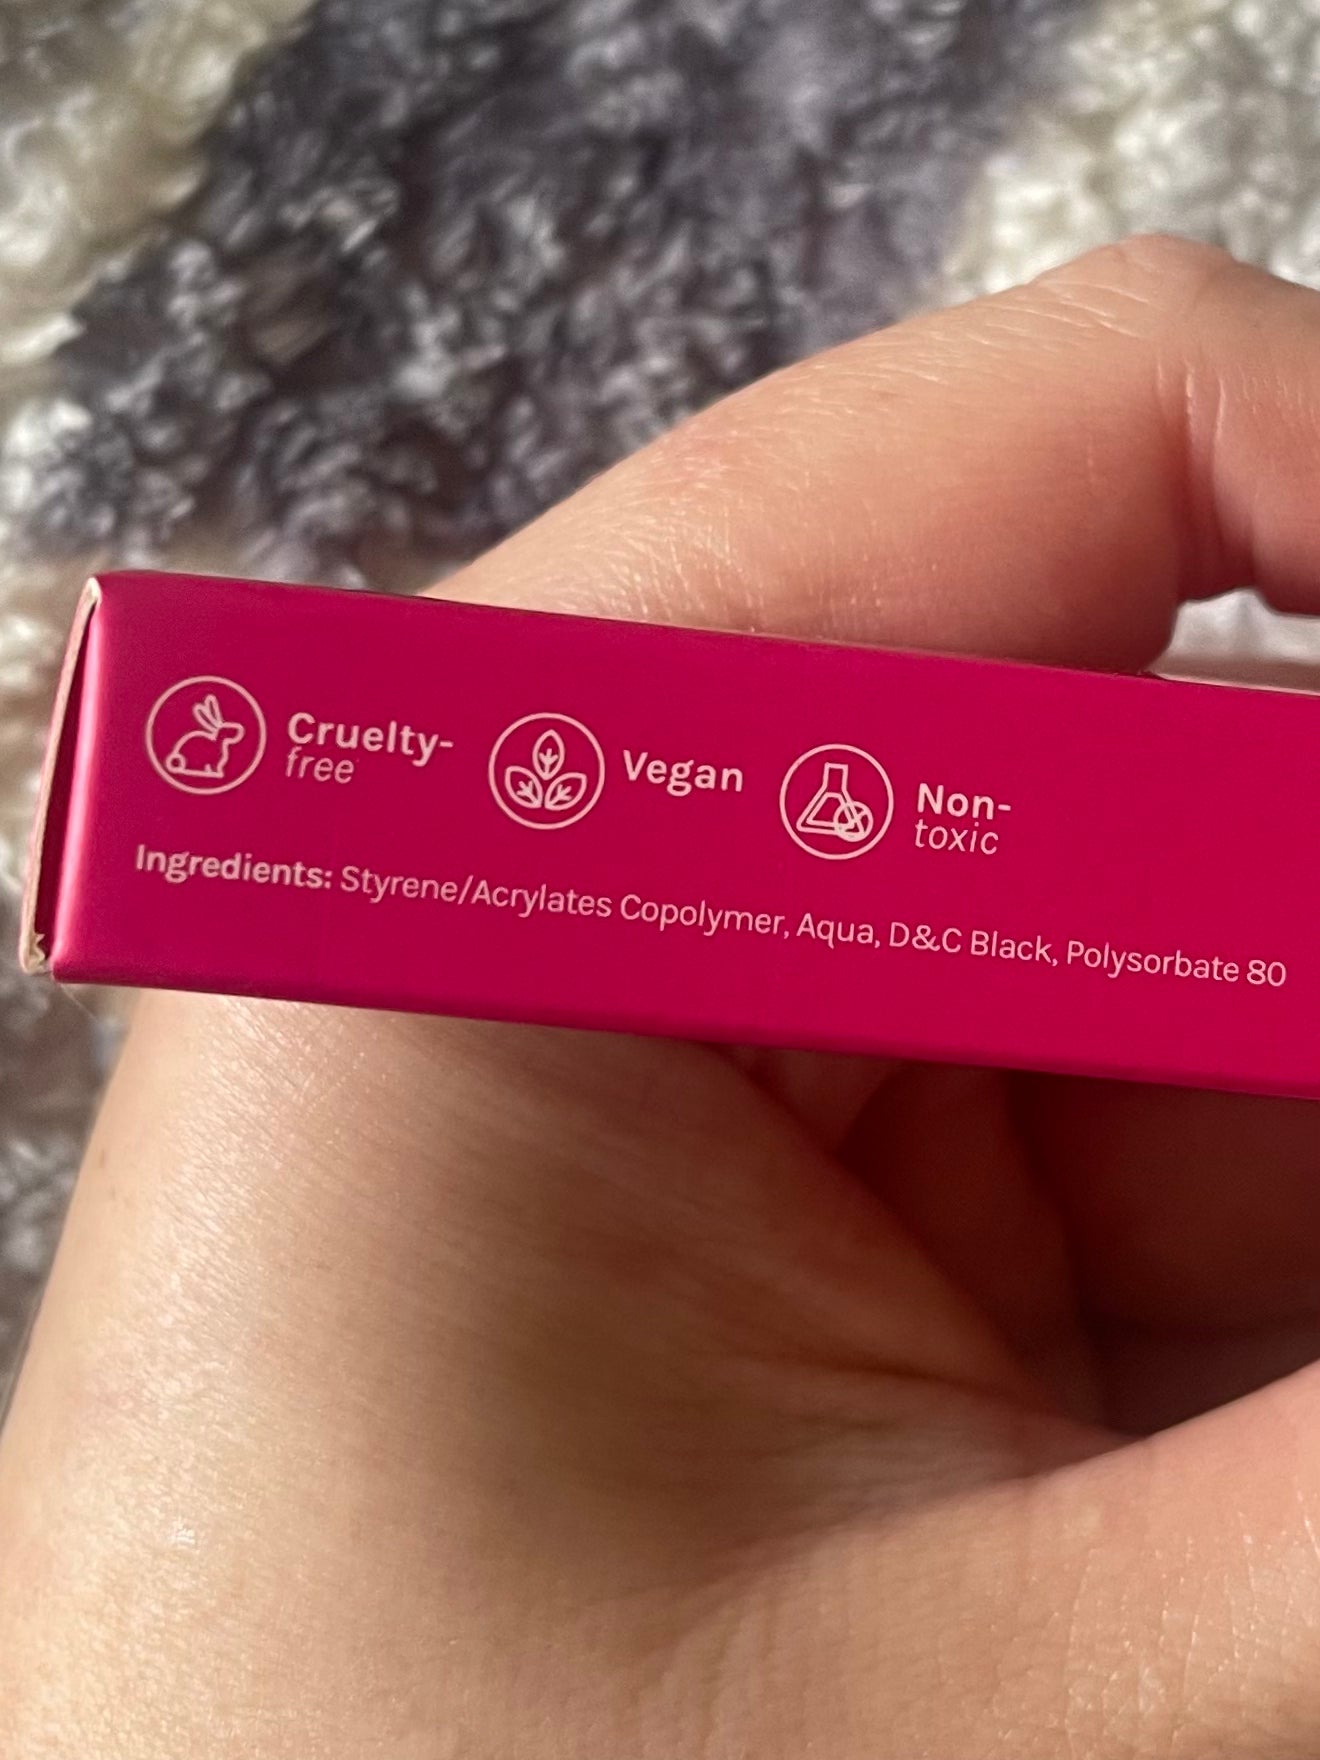 Cruelty-
free
Vegan
Non-
toxic
Ingredients: Styrene/Acrylates Copolymer, Aqua, D&C Black, Polysorbate 80